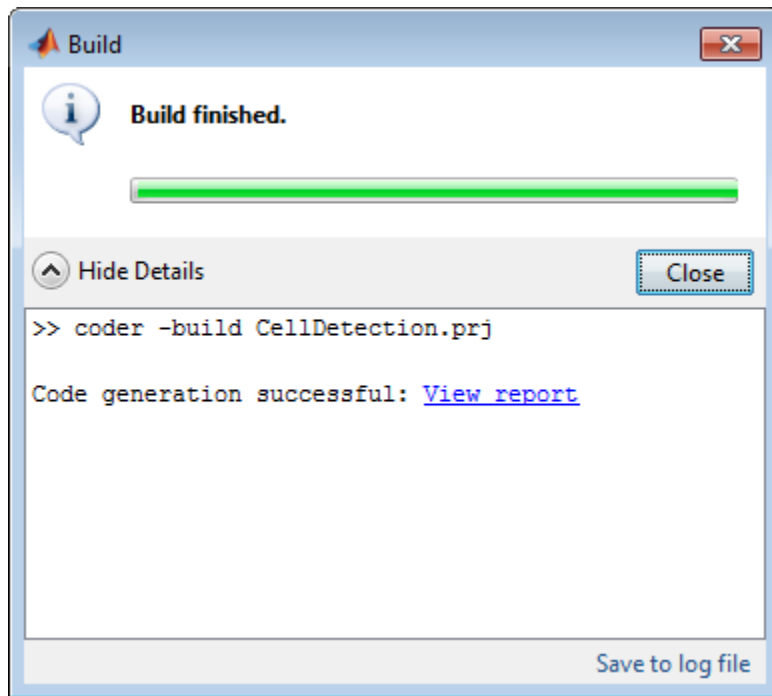 Build
Build finished.
Hide Details
Close
>> coder -build CellDetection.prj
Code generation successful: View report
Save to log file